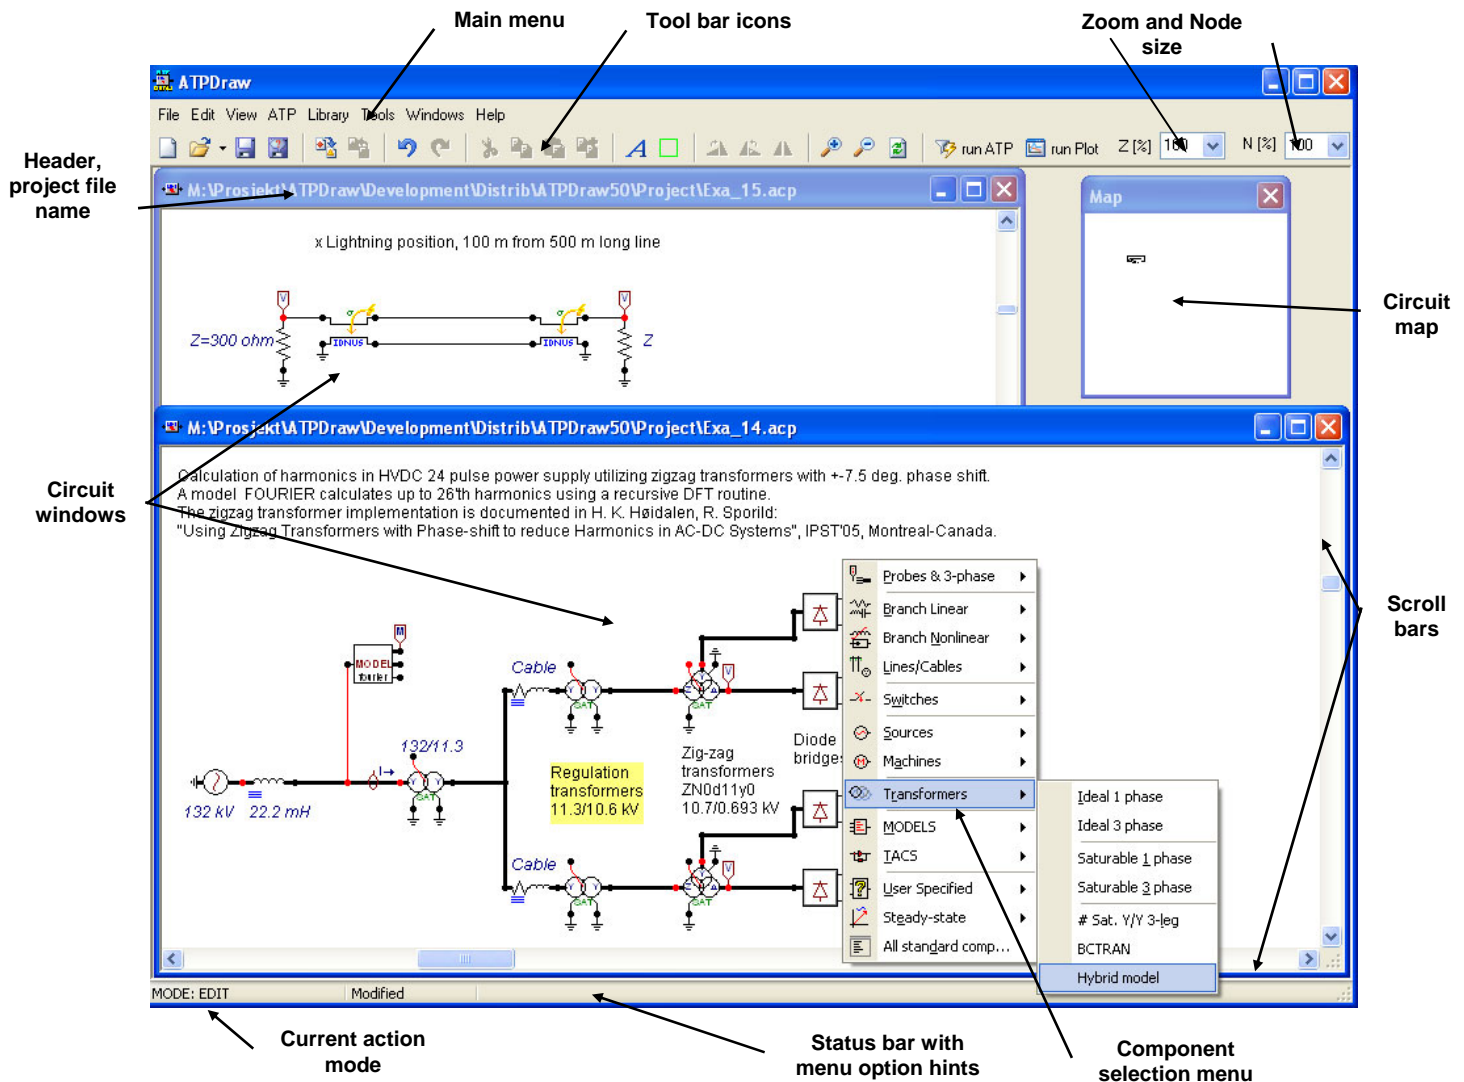 Main menu
Tool bar icons
Zoom and Node
size
ATPDraw
File Edit View ATP Library Tools Windows Help
run ATP
run Plot
Z [%]
N [%]
100
Header,
project file
name
M:\Prosjekt\ATPDraw\Development\Distrib\ATPDraw50\Project\Exa_15.acp
Map
x Lightning position, 100 m from 500 m long line
V
V
Z=300 ohm
IDNUS
IDNUS
Z
Circuit
map
M:\Prosjekt\ATPDraw\Development\Distrib\ATPDraw50\Project\Exa_14.acp
Calculation of harmonics in HVDC 24 pulse power supply utilizing zigzag transformers with +-7.5 deg. phase shift.
A model FOURIER calculates up to 26'th harmonics using a recursive DFT routine.
The zigzag transformer implementation is documented in H. K. Høidalen, R. Sporild:
"Using Zigzag Transformers with Phase-shift to reduce Harmonics in AC-DC Systems", IPST'05, Montreal-Canada.
Circuit
windows
Scroll
bars
M
MODEL
fourier
Cable
Y Y
SAT
Z Y
SAT
V
132/11.3
I
SAT
132 kV
22.2 mH
Regulation
transformers
11.3/10.6 kV
Zig-zag
transformers
ZN0d11y0
10.7/0.693 kV
Diode
bridge
Cable
Y Y
SAT
Z Y
SAT
V
Probes & 3-phase
Branch Linear
Branch Nonlinear
Lines/Cables
Switches
Sources
Machines
Transformers
MODELS
TACS
User Specified
Steady-state
All standard comp...
Ideal 1 phase
Ideal 3 phase
Saturable 1 phase
Saturable 3 phase
# Sat. Y/Y 3-leg
BCTRAN
Hybrid model
MODE: EDIT
Modified
Current action
mode
Status bar with
menu option hints
Component
selection menu